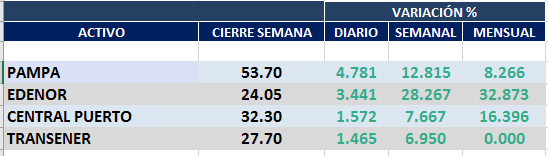 VARIACIÓN %
ACTIVO CIERRE SEMANA DIARIO SEMANAL MENSUAL
PAMPA 53.70 4.781 12.815 8.266
EDENOR 24.05 3.441 28.267 32.873
CENTRAL PUERTO 32.30 1.572 7.667 16.396
TRANSENER 27.70 1.465 6.950 0.000